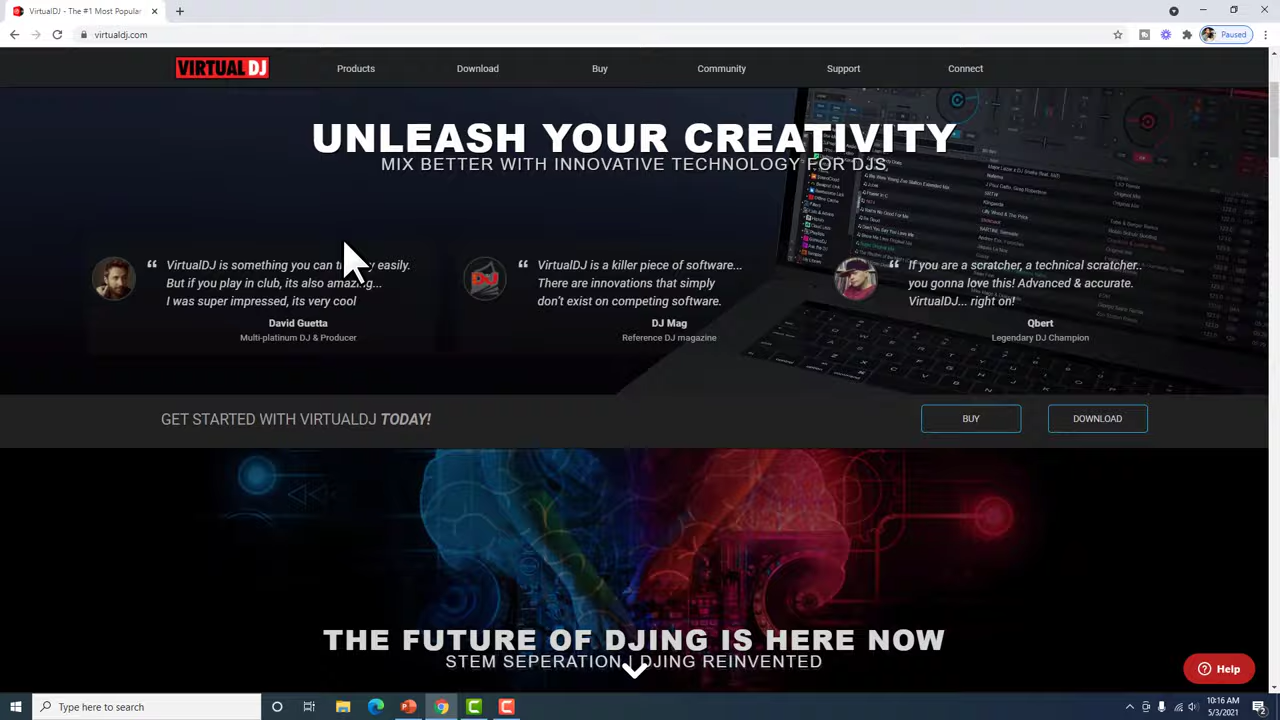 VirtualDJ - The #1 Most Popular
virtualdj.com
Paused
VIRTUAL DJ
Products
Download
Buy
Community
Support
Connect
UNLEASH YOUR CREATIVITY
MIX BETTER WITH INNOVATIVE TECHNOLOGY FOR DJS
“ VirtualDJ is something you can easily.
But if you play in club, its also amazing...
I was super impressed, its very cool
David Guetta
Multi-platinum DJ & Producer
“ VirtualDJ is a killer piece of software...
There are innovations that simply
don't exist on competing software.
DJ Mag
Reference DJ magazine
“ If you are a scratcher, a technical scratcher..
you gonna love this! Advanced & accurate.
VirtualDJ... right on!
Qbert
Legendary DJ Champion
GET STARTED WITH VIRTUALDJ TODAY!
BUY
DOWNLOAD
THE FUTURE OF DJING IS HERE NOW
STEM SEPERATION | DJING REINVENTED
Help
Type here to search
10:16 AM
5/3/2021